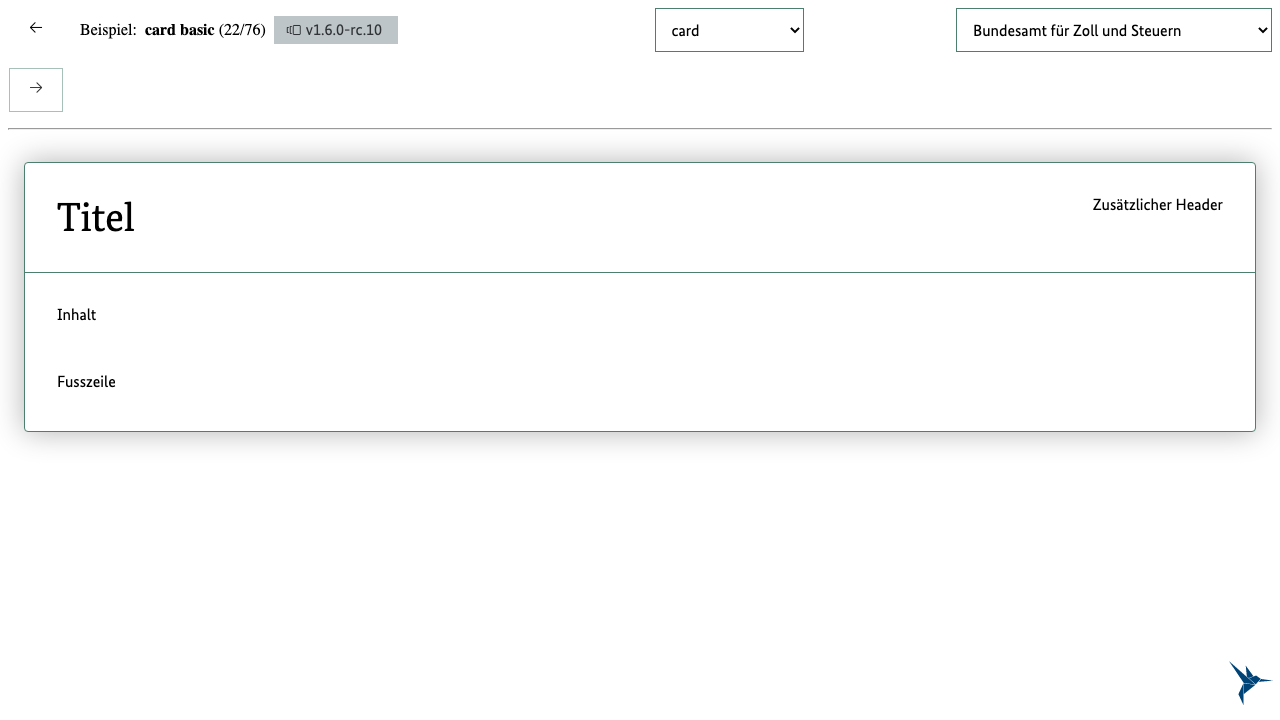 Beispiel: card basic (22/76) v1.6.0-rc.10 card Bundesamt für Zoll und Steuern
Titel Zusätzlicher Header
Inhalt
Fusszeile